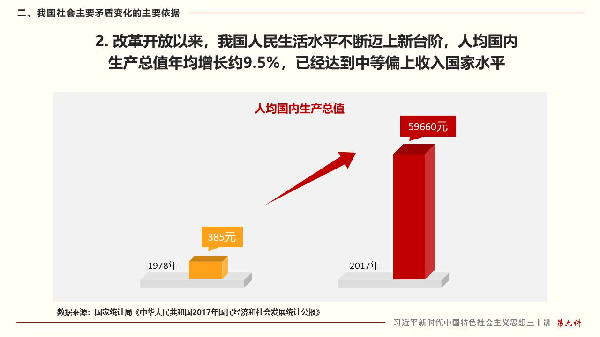 二、我国社会主要矛盾变化的主要依据
2. 改革开放以来，我国人民生活水平不断迈上新台阶，人均国内
生产总值年均增长约9.5%，已经达到中等偏上收入国家水平
人均国内生产总值
59660元
385元
1978年
2017年
数据来源：国家统计局《中华人民共和国2017年国民经济和社会发展统计公报》
习近平新时代中国特色社会主义思想三十讲 第六讲